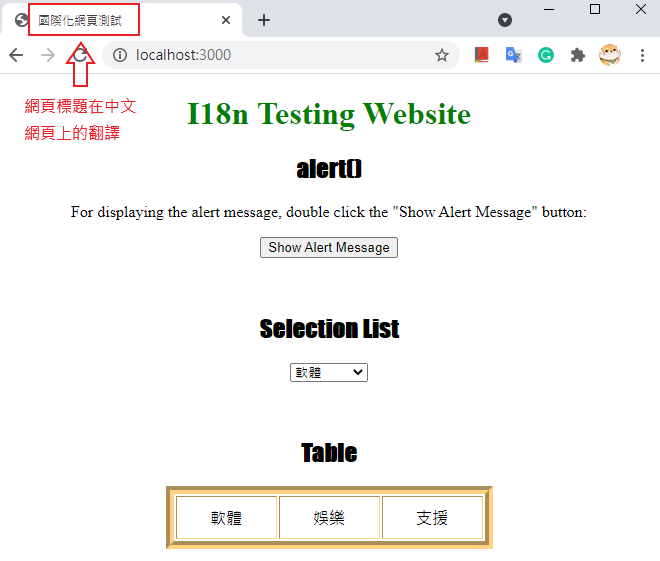 國際化網頁測試
localhost:3000
網頁標題在中文
網頁上的翻譯
I18n Testing Website
alert()
For displaying the alert message, double click the "Show Alert Message" button:
Show Alert Message
Selection List
軟體
Table
軟體 娛樂 支援